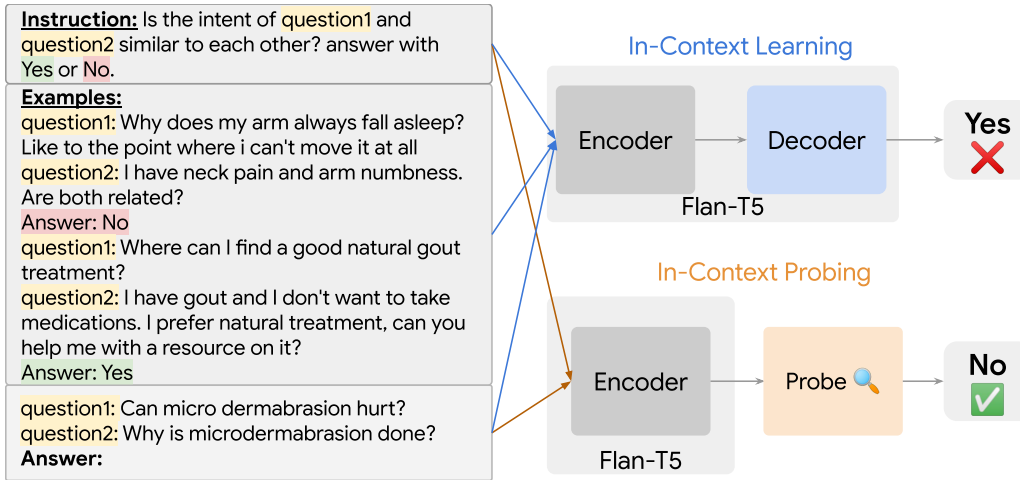 Instruction: Is the intent of question1 and
question2 similar to each other? answer with
Yes or No.
Examples:
question1: Why does my arm always fall asleep?
Like to the point where i can't move it at all
question2: I have neck pain and arm numbness.
Are both related?
Answer: No
question1: Where can I find a good natural gout
treatment?
question2: I have gout and I don't want to take
medications. I prefer natural treatment, can you
help me with a resource on it?
Answer: Yes
question1: Can micro dermabrasion hurt?
question2: Why is microdermabrasion done?
Answer:
In-Context Learning
Encoder
Decoder
Flan-T5
Yes
In-Context Probing
Encoder
Probe
Flan-T5
No